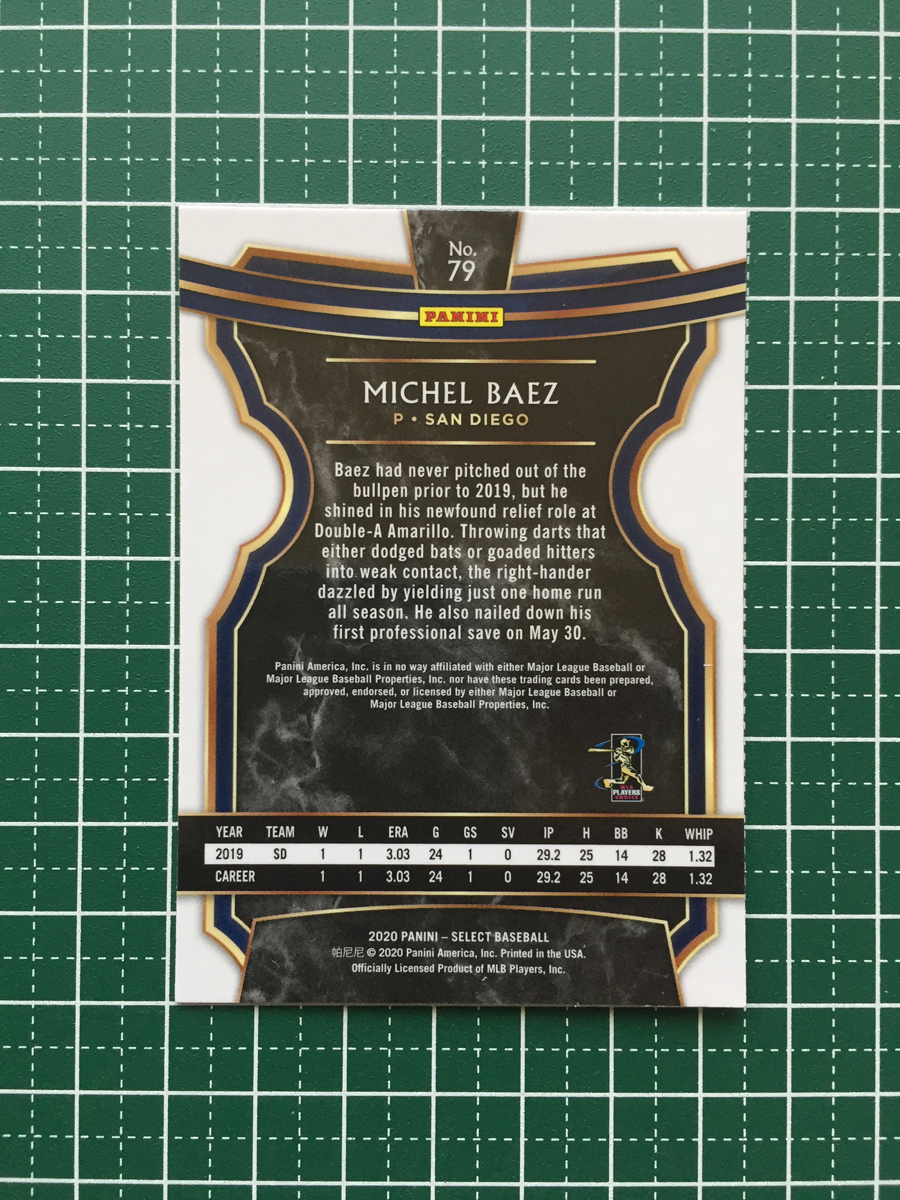 No.
79
PANINI
MICHEL BAEZ
P • SAN DIEGO
Baez had never pitched out of the
bullpen prior to 2019, but he
shined in his newfound relief role at
Double-A Amarillo. Throwing darts that
either dodged bats or goaded hitters
into weak contact, the right-hander
dazzled by yielding just one home run
all season. He also nailed down his
first professional save on May 30.
Panini America, Inc. is in no way affiliated with either Major League Baseball or
Major League Baseball Properties, Inc. nor have these trading cards been prepared,
approved, endorsed, or licensed by either Major League Baseball or
Major League Baseball Properties, Inc.
MLB
PLAYERS
CHOICE
YEAR TEAM W L ERA G GS SV IP H BB K WHIP
2019 SD 1 1 3.03 24 1 0 29.2 25 14 28 1.32
CAREER 1 1 3.03 24 1 0 29.2 25 14 28 1.32
2020 PANINI – SELECT BASEBALL
帕尼尼 © 2020 Panini America, Inc. Printed in the USA.
Officially Licensed Product of MLB Players, Inc.